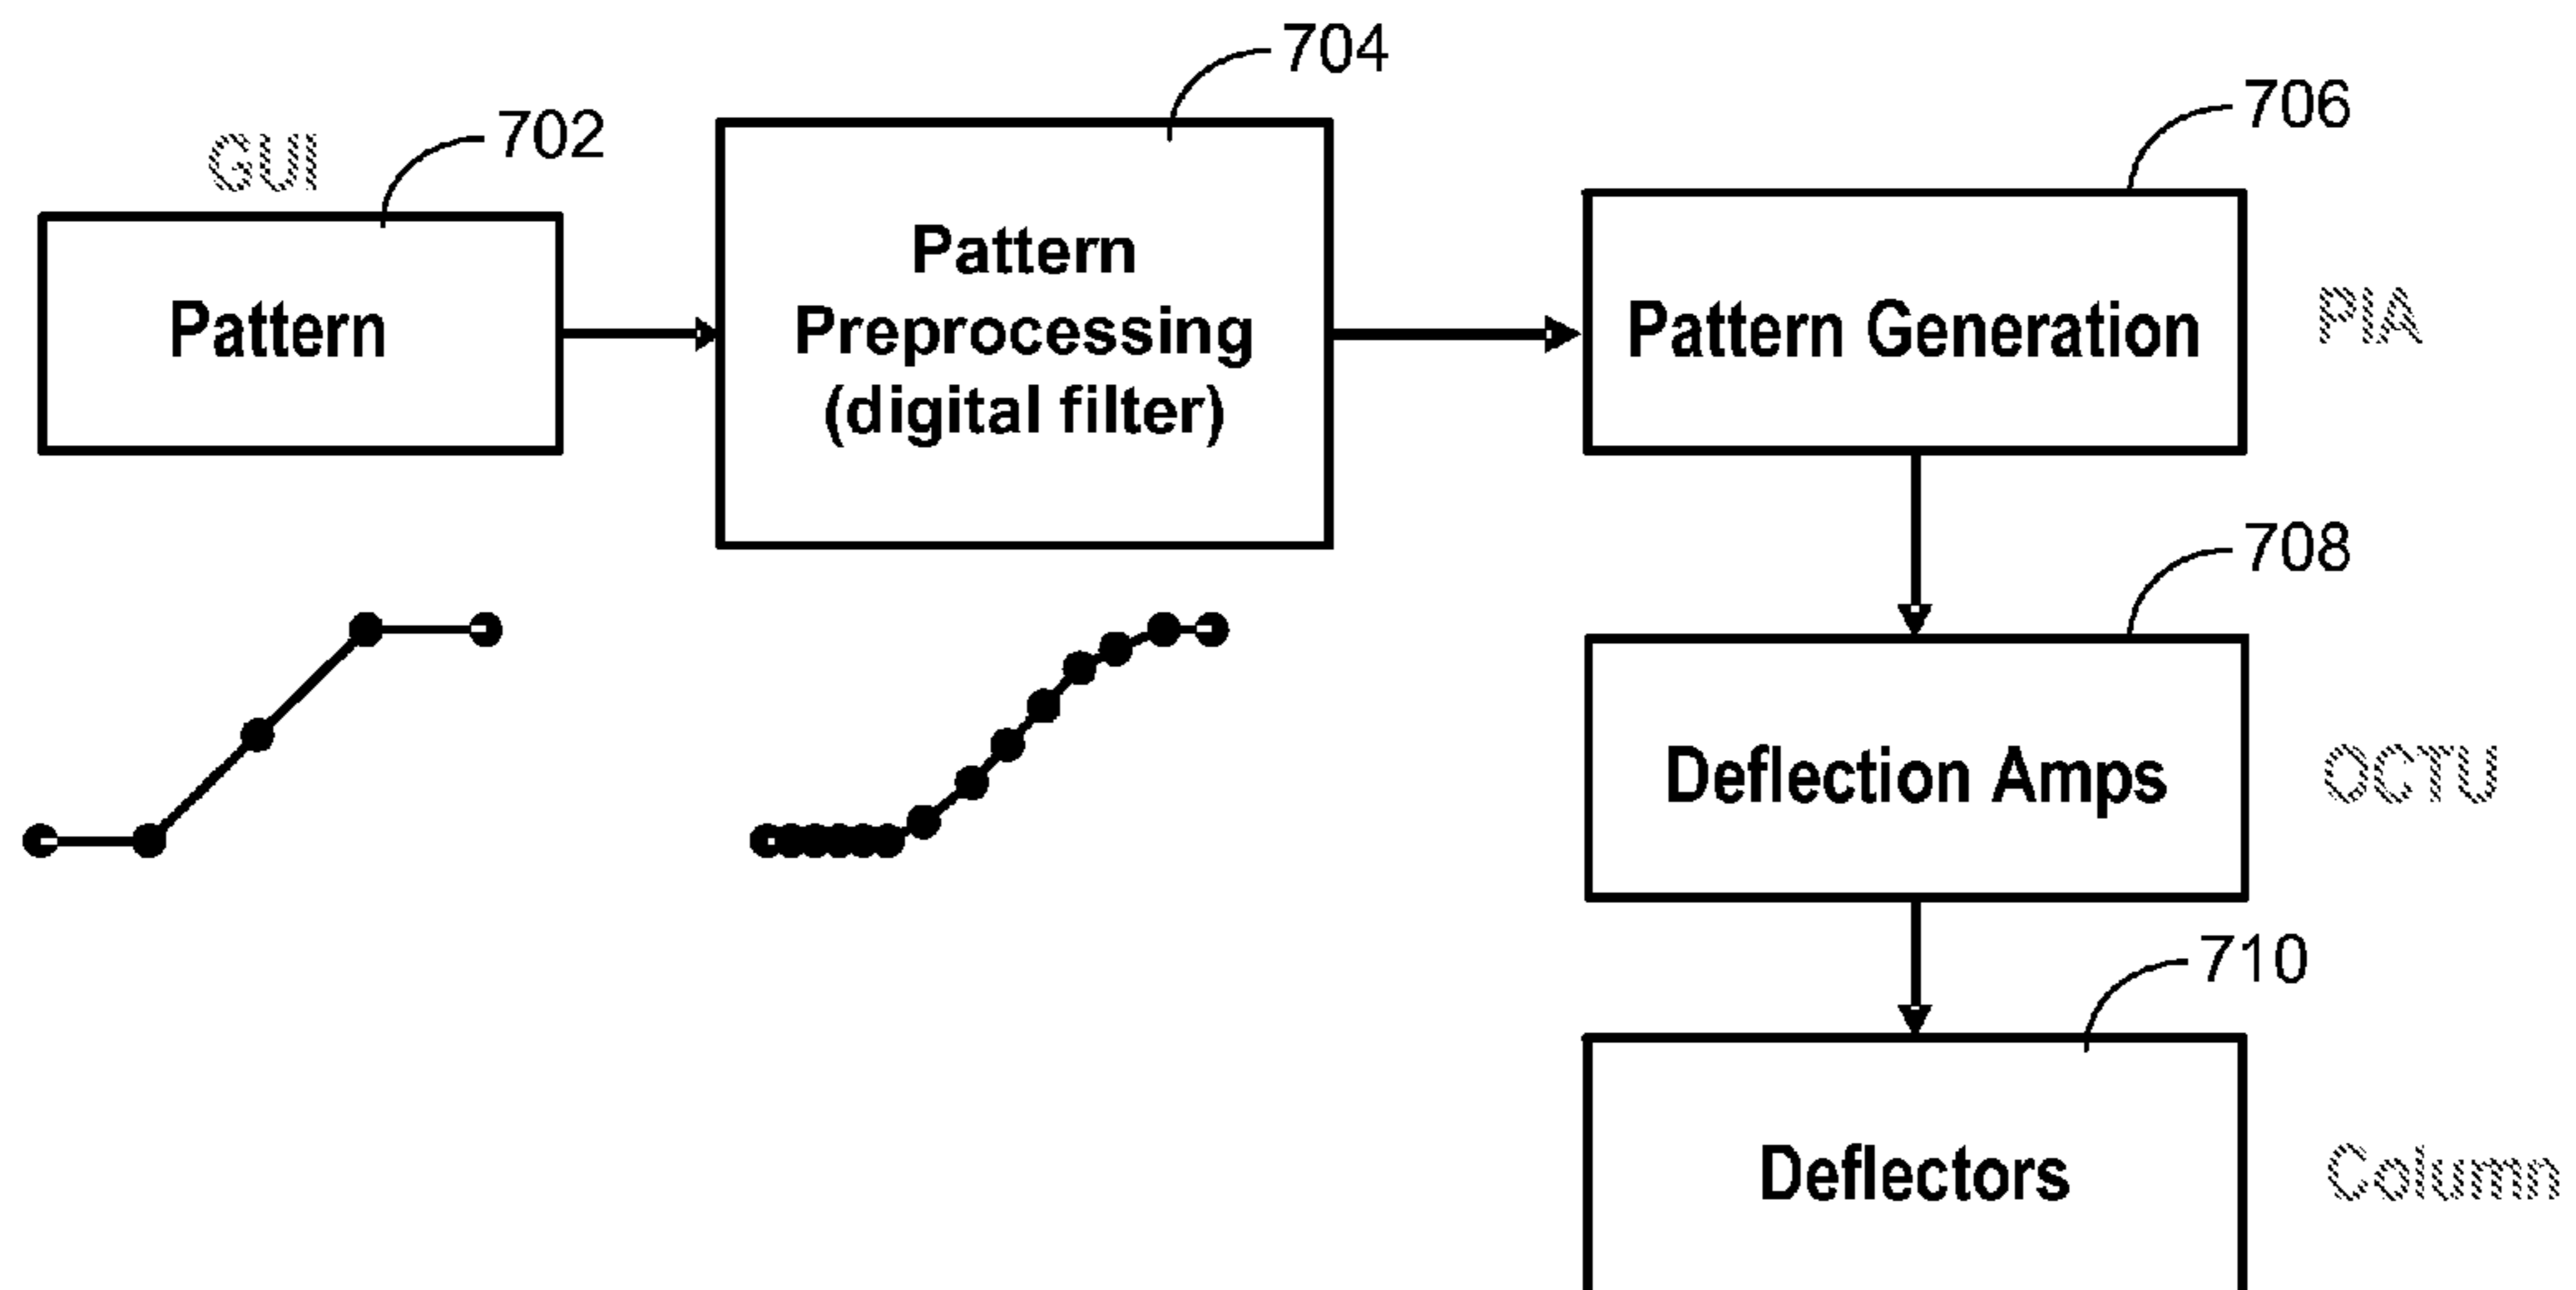 704
702
706
GUI
Pattern
Preprocessing
(digital filter)
Pattern
Pattern Generation
PIA
708
Deflection Amps
OCTU
710
Deflectors
Column